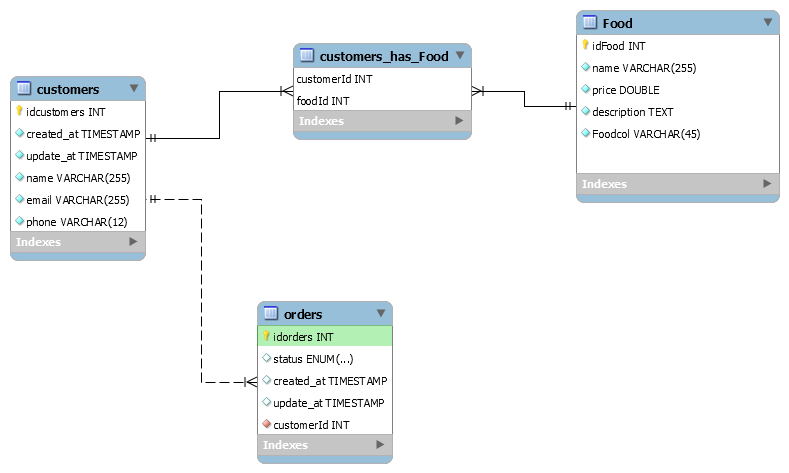 customers
idcustomers INT
created_at TIMESTAMP
update_at TIMESTAMP
name VARCHAR(255)
email VARCHAR(255)
phone VARCHAR(12)
Indexes
customers_has_Food
customerId INT
foodId INT
Indexes
Food
idFood INT
name VARCHAR(255)
price DOUBLE
description TEXT
Foodcol VARCHAR(45)
Indexes
orders
idorders INT
status ENUM(...)
created_at TIMESTAMP
update_at TIMESTAMP
customerId INT
Indexes